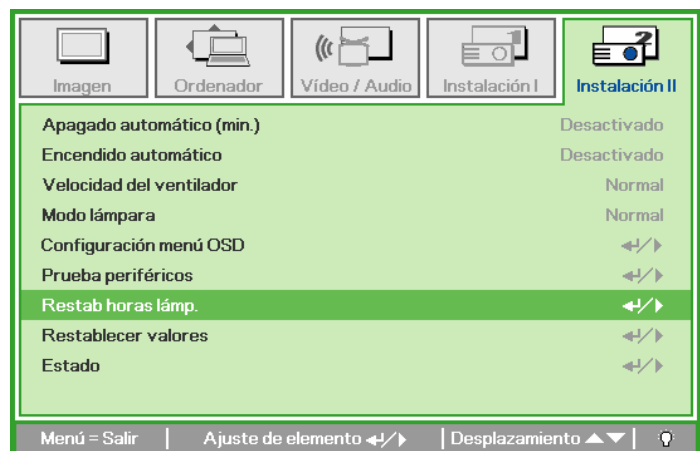 Imagen Ordenador Vídeo / Audio Instalación I Instalación II
Apagado automático (min.) Desactivado
Encendido automático Desactivado
Velocidad del ventilador Normal
Modo lámpara Normal
Configuración menú OSD
Prueba periféricos
Restab horas lámp.
Restablecer valores
Estado
Menú = Salir Ajuste de elemento Desplazamiento